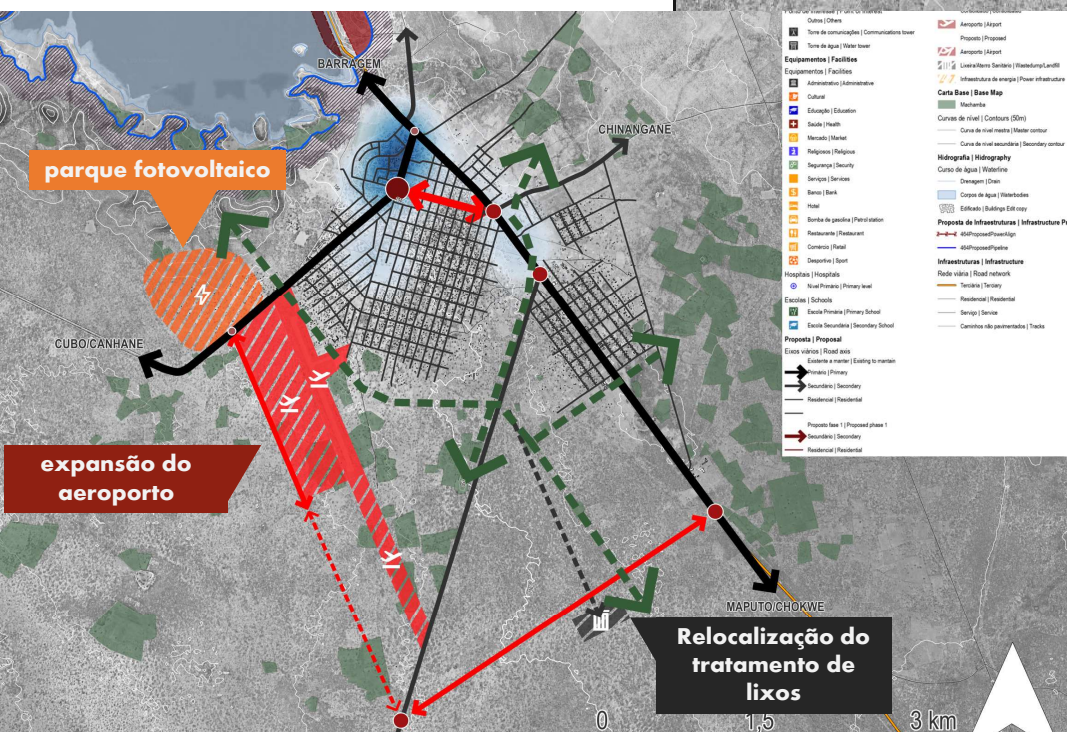 BARRAGEM
CHINANGANE
parque fotovoltaico
CUBO/CANHANE
expansão do
aeroporto
MAPUTO/CHOKWE
Relocalização do
tratamento de
lixos
0 1,5 3 km
Outros | Others
Torre de comunicações | Communications tower
Torre de água | Water tower
Equipamentos | Facilities
Equipamentos | Facilities
Administrativo | Administrative
Cultural
Educação | Education
Saúde | Health
Mercado | Market
Religiosos | Religious
Segurança | Security
Serviços | Services
Banco | Bank
Hotel
Bomba de gasolina | Petrol station
Restaurante | Restaurant
Comércio | Retail
Desportivo | Sport
Hospitais | Hospitals
Nível Primário | Primary level
Escolas | Schools
Escola Primária | Primary School
Escola Secundária | Secondary School
Proposta | Proposal
Eixos viários | Road axis
Existente a manter | Existing to mantain
Primário | Primary
Secundário | Secondary
Residencial | Residential
Proposto fase 1 | Proposed phase 1
Secundário | Secondary
Residencial | Residential
Aeroporto | Airport
Proposto | Proposed
Aeroporto | Airport
Lixeira/Aterro Sanitário | Wastedump/Landfill
Infraestrutura de energia | Power infrastructure
Carta Base | Base Map
Machamba
Curvas de nível | Contours (50m)
Curva de nível mestra | Master contour
Curva de nível secundária | Secondary contour
Hidrografia | Hidrography
Curso de água | Waterline
Drenagem | Drain
Corpos de água | Waterbodies
Edificado | Buildings Edit copy
Proposta de Infraestruturas | Infrastructure Pr
464ProposedPowerAlign
464ProposedPipeline
Infraestruturas | Infrastructure
Rede viária | Road network
Terciária | Terciary
Residencial | Residential
Serviço | Service
Caminhos não pavimentados | Tracks